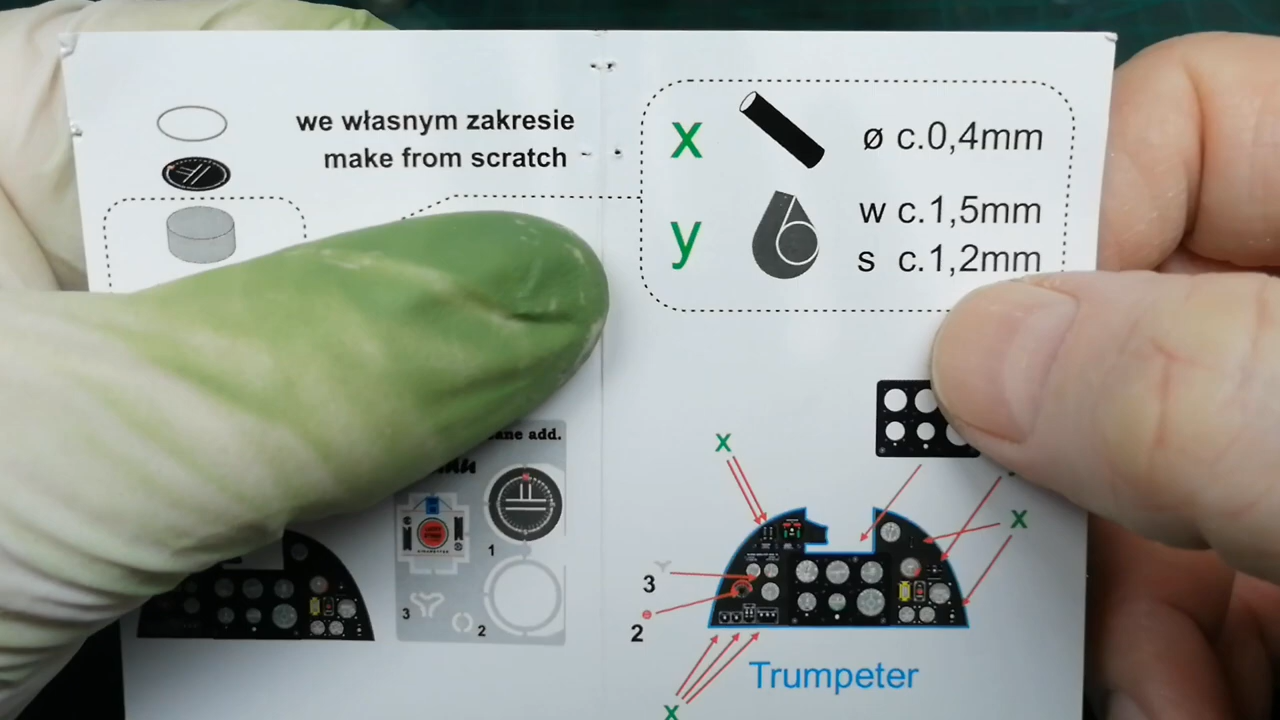 we własnym zakresie
make from scratch
x ø c.0,4mm
y w c.1,5mm
s c.1,2mm
add.
x
x
1
3
2
3
2
Trumpeter
x